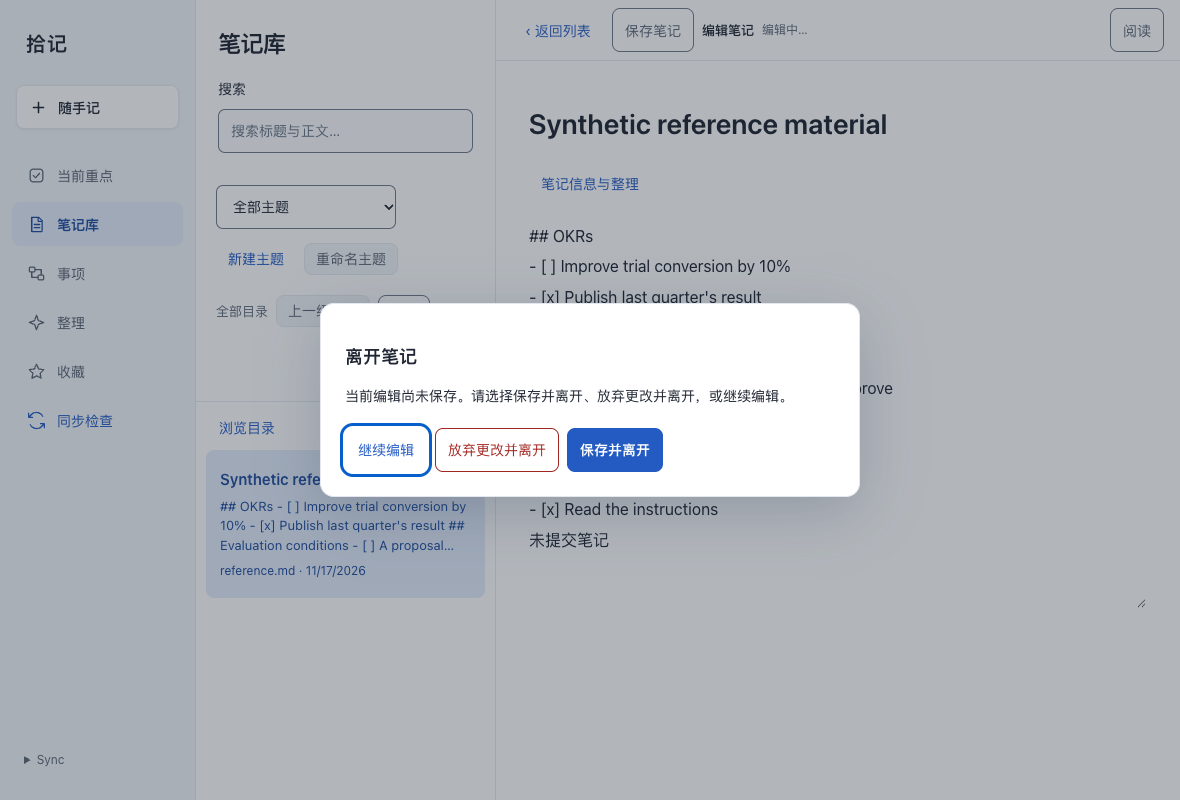 拾记
随手记
当前重点
笔记库
事项
整理
收藏
同步检查
Sync
笔记库
搜索
搜索标题与正文...
全部主题
新建主题
重命名主题
全部目录
上一
浏览目录
Synthetic refe
## OKRs - [ ] Improve trial conversion by
10% - [x] Publish last quarter's result ##
Evaluation conditions - [ ] A proposal...
reference.md · 11/17/2026
‹ 返回列表
保存笔记
编辑笔记
编辑中...
阅读
Synthetic reference material
笔记信息与整理
## OKRs
- [ ] Improve trial conversion by 10%
- [x] Publish last quarter's result
- [x] Read the instructions
未提交笔记
离开笔记
当前编辑尚未保存。请选择保存并离开、放弃更改并离开，或继续编辑。
继续编辑
放弃更改并离开
保存并离开